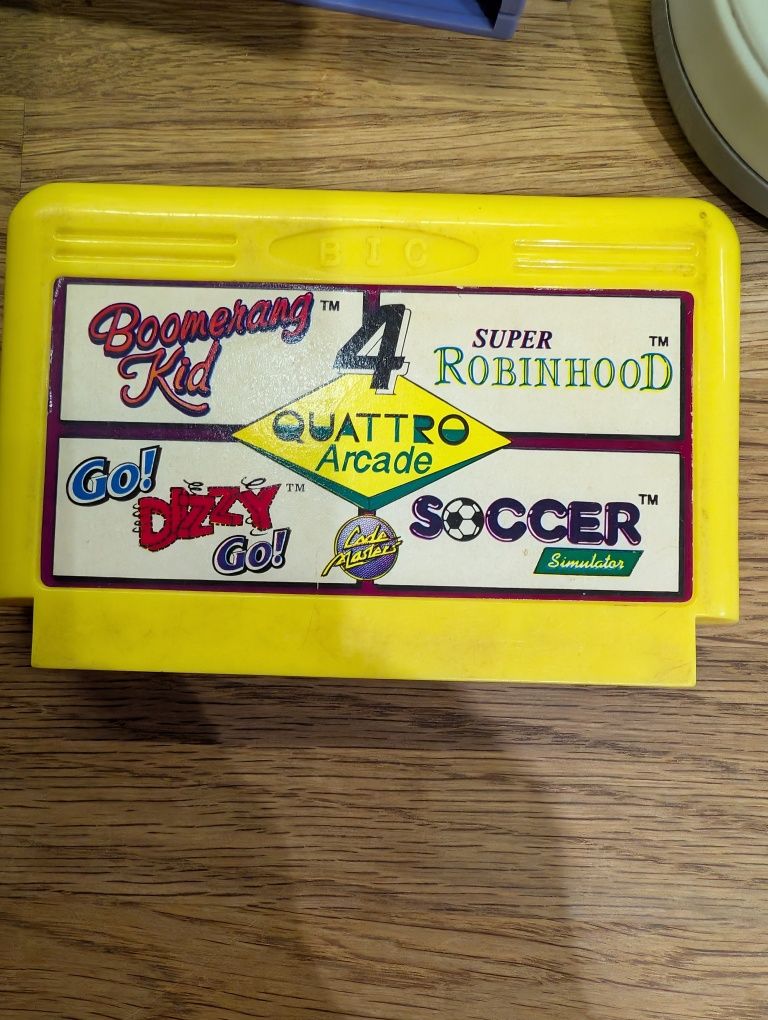 BIC
Boomerang ™
Kid
4
SUPER ™
ROBINHOOD
QUATTRO
Arcade
GO!
DIZZY ™
GO!
Code
Masters
SOCCER ™
Simulator